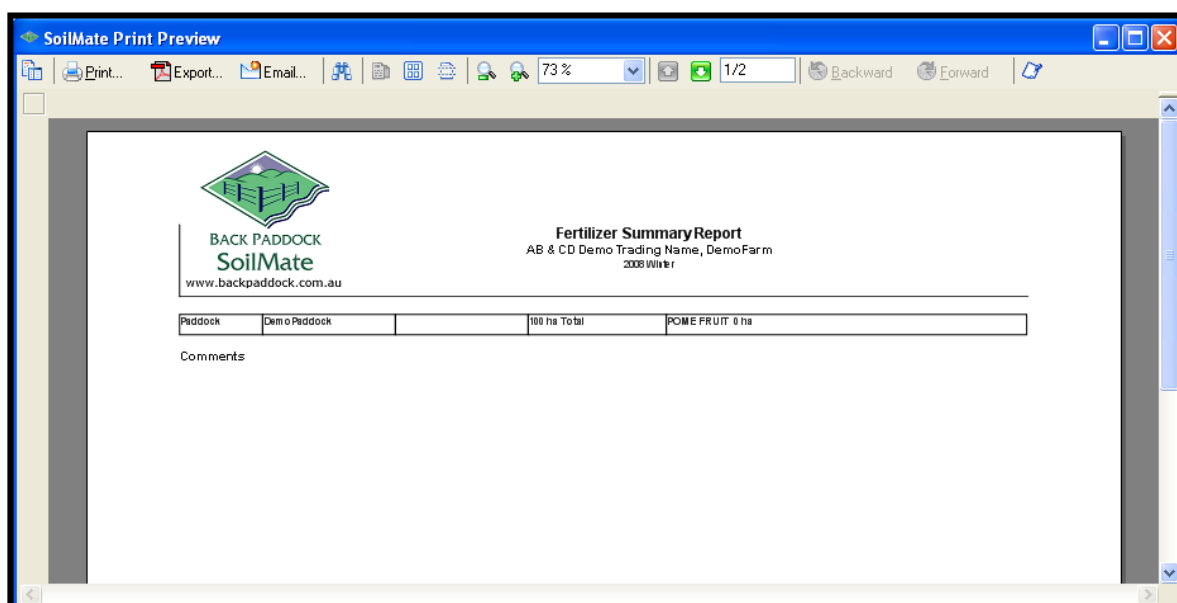 SoilMate Print Preview
Print... Export... Email... 73 % 1/2 Backward Forward
BACK PADDOCK
SoilMate
www.backpaddock.com.au
Fertilizer Summary Report
AB & CD Demo Trading Name, DemoFarm
2008 Winter
Paddock DemoPaddock 100 ha Total POME FRUIT 0 ha
Comments